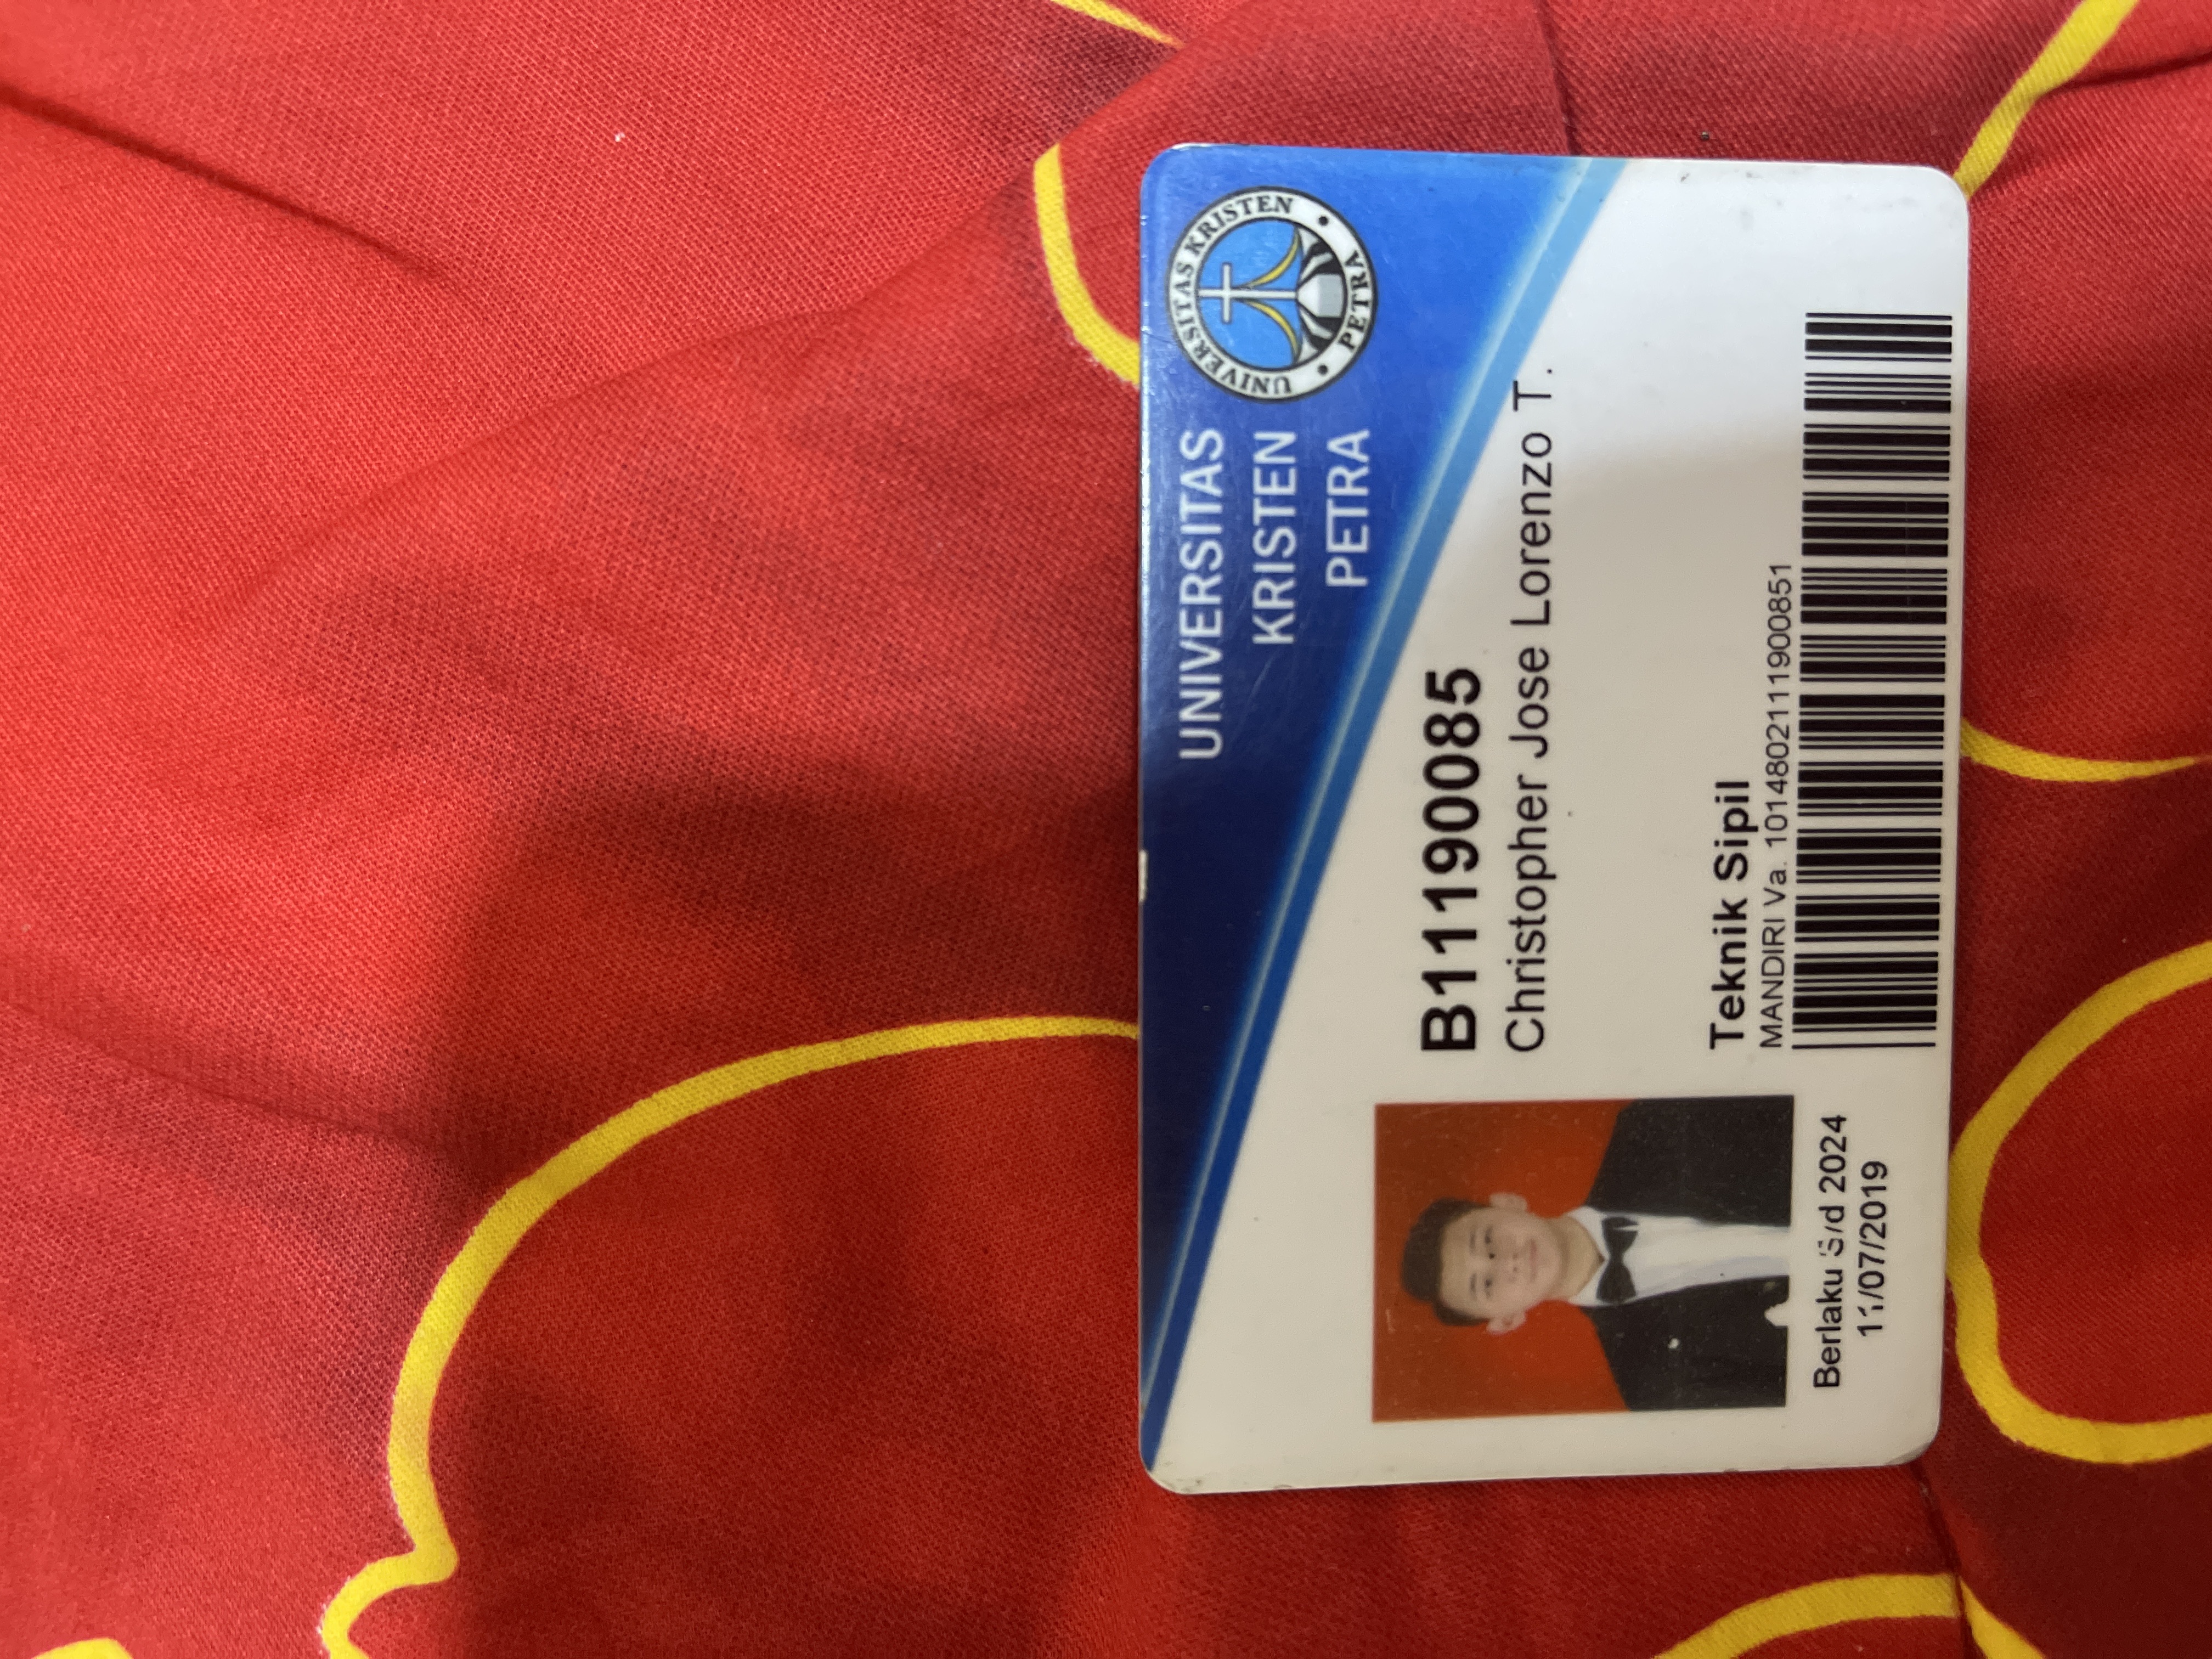 UNIVERSITAS
KRISTEN
PETRA
UNIVERSITAS KRISTEN
PETRA
B11190085
Christopher Jose Lorenzo T.
Teknik Sipil
MANDIRI Va. 1014802111900851
Berlaku S/d 2024
11/07/2019